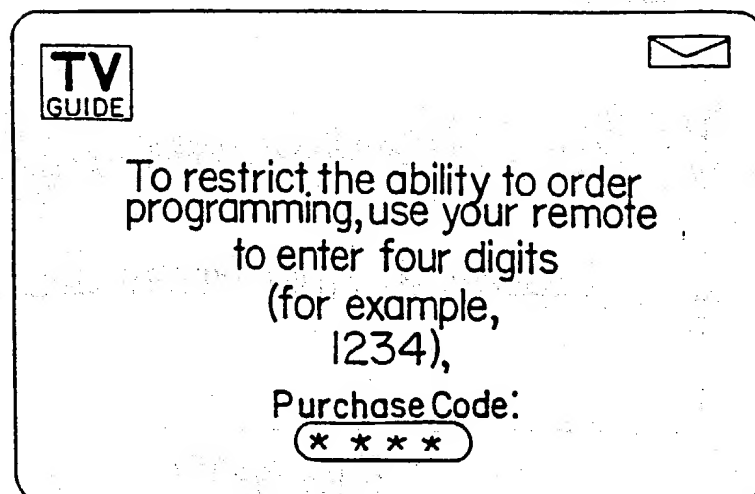 TV
GUIDE
To restrict the ability to order
programming, use your remote
to enter four digits
(for example,
1234),
Purchase Code:
* * * *